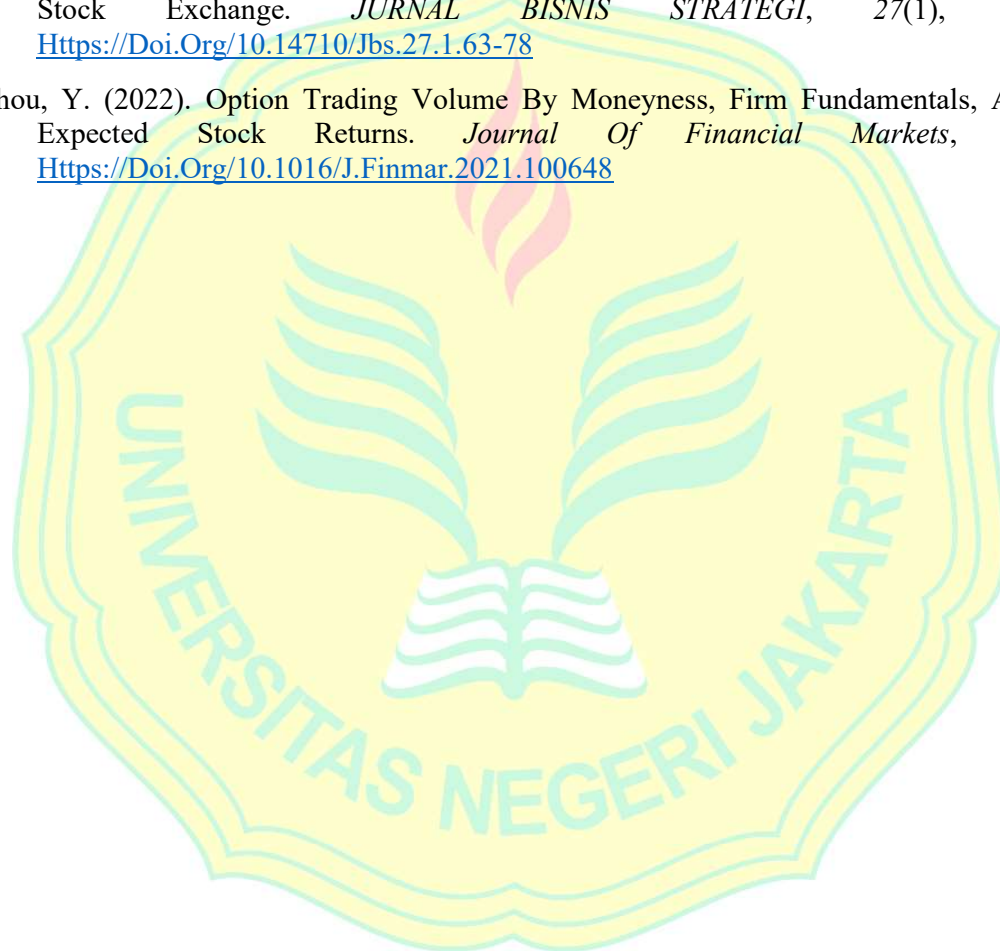 Stock Exchange. JURNAL BISNIS STRATEGI, 27(1),
Https://Doi.Org/10.14710/Jbs.27.1.63-78
hou, Y. (2022). Option Trading Volume By Moneyness, Firm Fundamentals, A
Expected Stock Returns. Journal Of Financial Markets,
Https://Doi.Org/10.1016/J.Finmar.2021.100648
UNIVERSITAS NEGERI JAKARTA